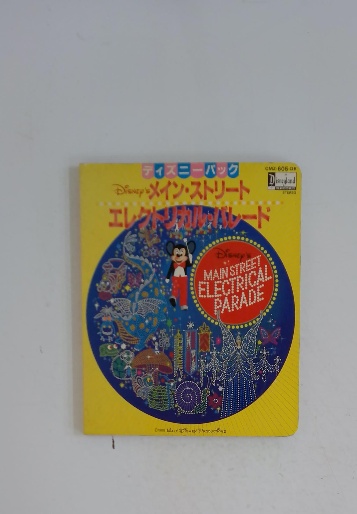 ディズニーパック
Disney's メイン・ストリート
エレクトリカル・パレード
Disneyland
Disney's
MAIN STREET
ELECTRICAL
PARADE